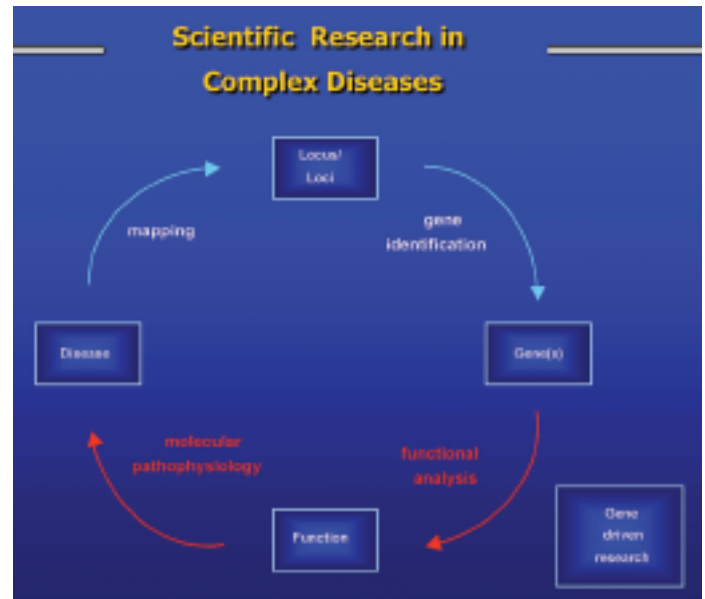 Scientific Research in
Complex Diseases
Locus/
Loci
mapping
gene
identification
Disease
Gene(s)
molecular
pathophysiology
functional
analysis
Function
Gene
driven
research